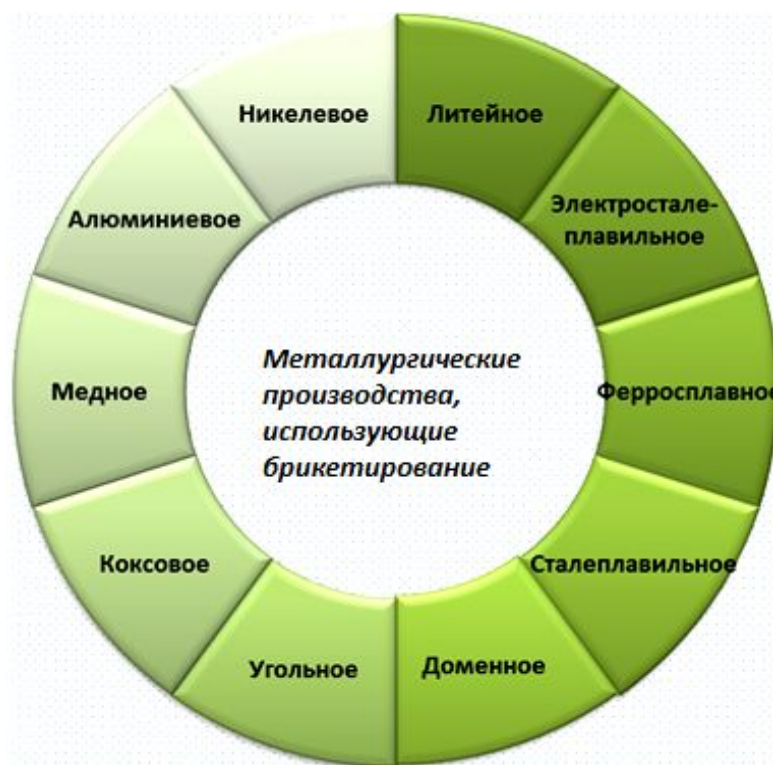 Металлургические
производства,
использующие
брикетирование
Литейное
Электростале-
плавильное
Ферросплавное
Сталеплавильное
Доменное
Угольное
Коксовое
Медное
Алюминиевое
Никелевое